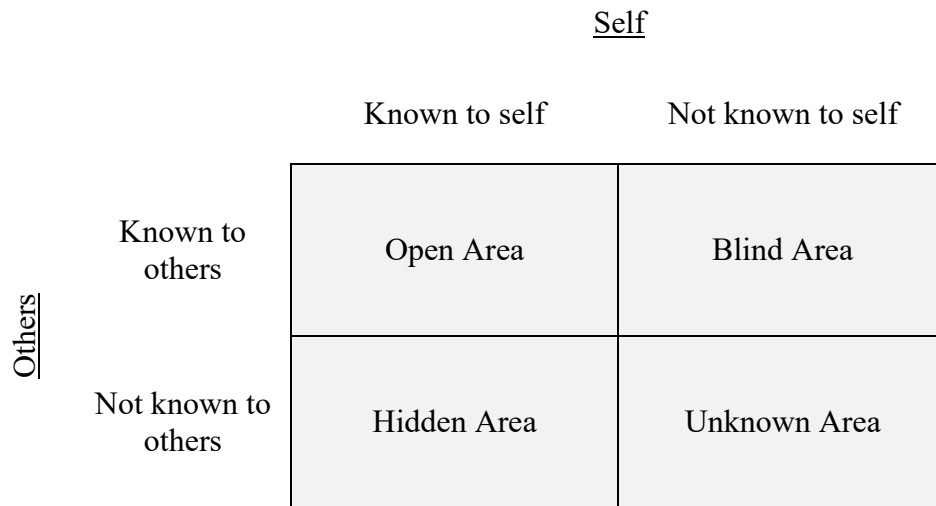 Self
Known to self
Not known to self
Known to
others
Open Area
Blind Area
Others
Not known to
others
Hidden Area
Unknown Area